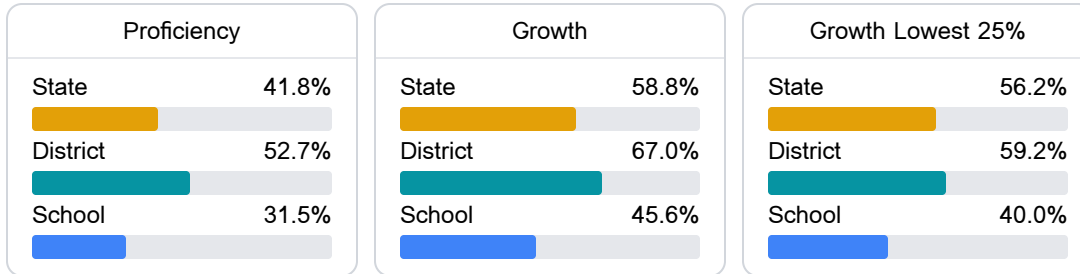 Proficiency
State 41.8%
District 52.7%
School 31.5%
Growth
State 58.8%
District 67.0%
School 45.6%
Growth Lowest 25%
State 56.2%
District 59.2%
School 40.0%